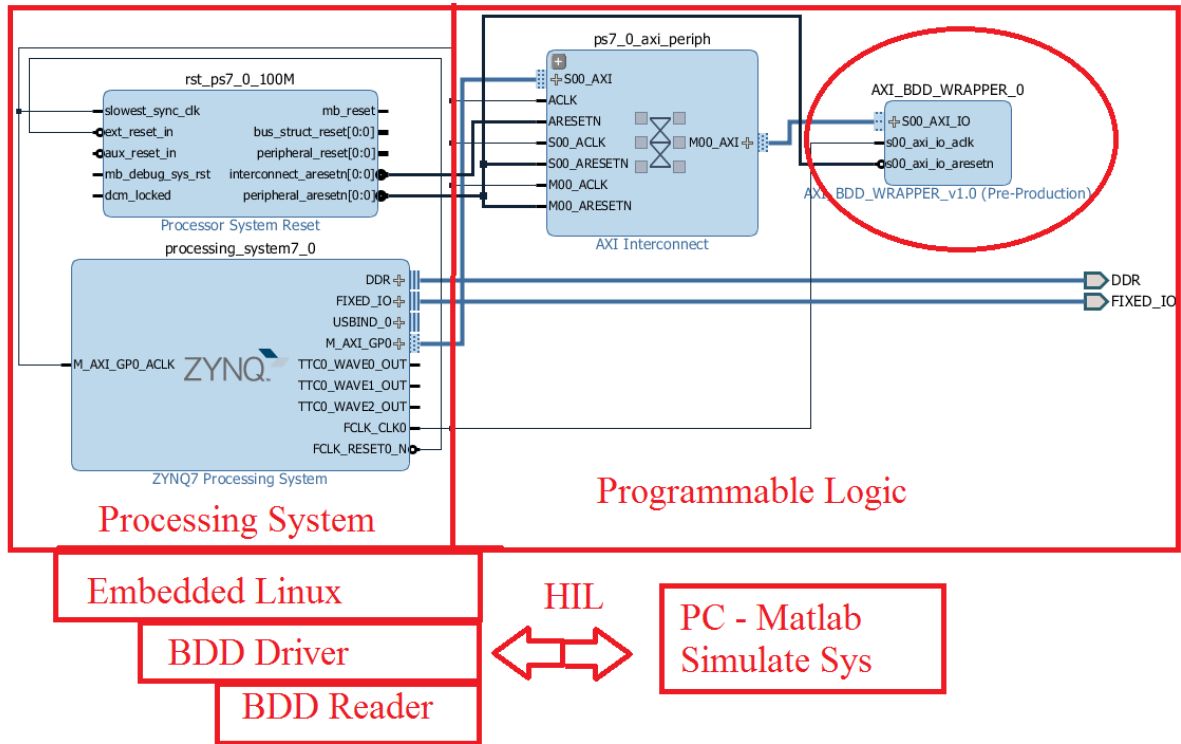 rst_ps7_0_100M
slowest_sync_clk
ext_reset_in
aux_reset_in
mb_debug_sys_rst
dcm_locked
mb_reset
bus_struct_reset[0:0]
peripheral_reset[0:0]
interconnect_aresetn[0:0]
peripheral_aresetn[0:0]
Processor System Reset
processing_system7_0
M_AXI_GP0_ACLK
ZYNQ
DDR
FIXED_IO
USBIND_0
M_AXI_GP0
TTC0_WAVE0_OUT
TTC0_WAVE1_OUT
TTC0_WAVE2_OUT
FCLK_CLK0
FCLK_RESET0_N
ZYNQ7 Processing System
Processing System
ps7_0_axi_periph
S00_AXI
ACLK
ARESETN
S00_ACLK
S00_ARESETN
M00_ACLK
M00_ARESETN
M00_AXI
AXI Interconnect
AXI_BDD_WRAPPER_0
S00_AXI_IO
s00_axi_io_aclk
s00_axi_io_aresetn
AXI_BDD_WRAPPER_v1.0 (Pre-Production)
DDR
FIXED_IO
Programmable Logic
Embedded Linux
BDD Driver
BDD Reader
HIL
PC - Matlab
Simulate Sys